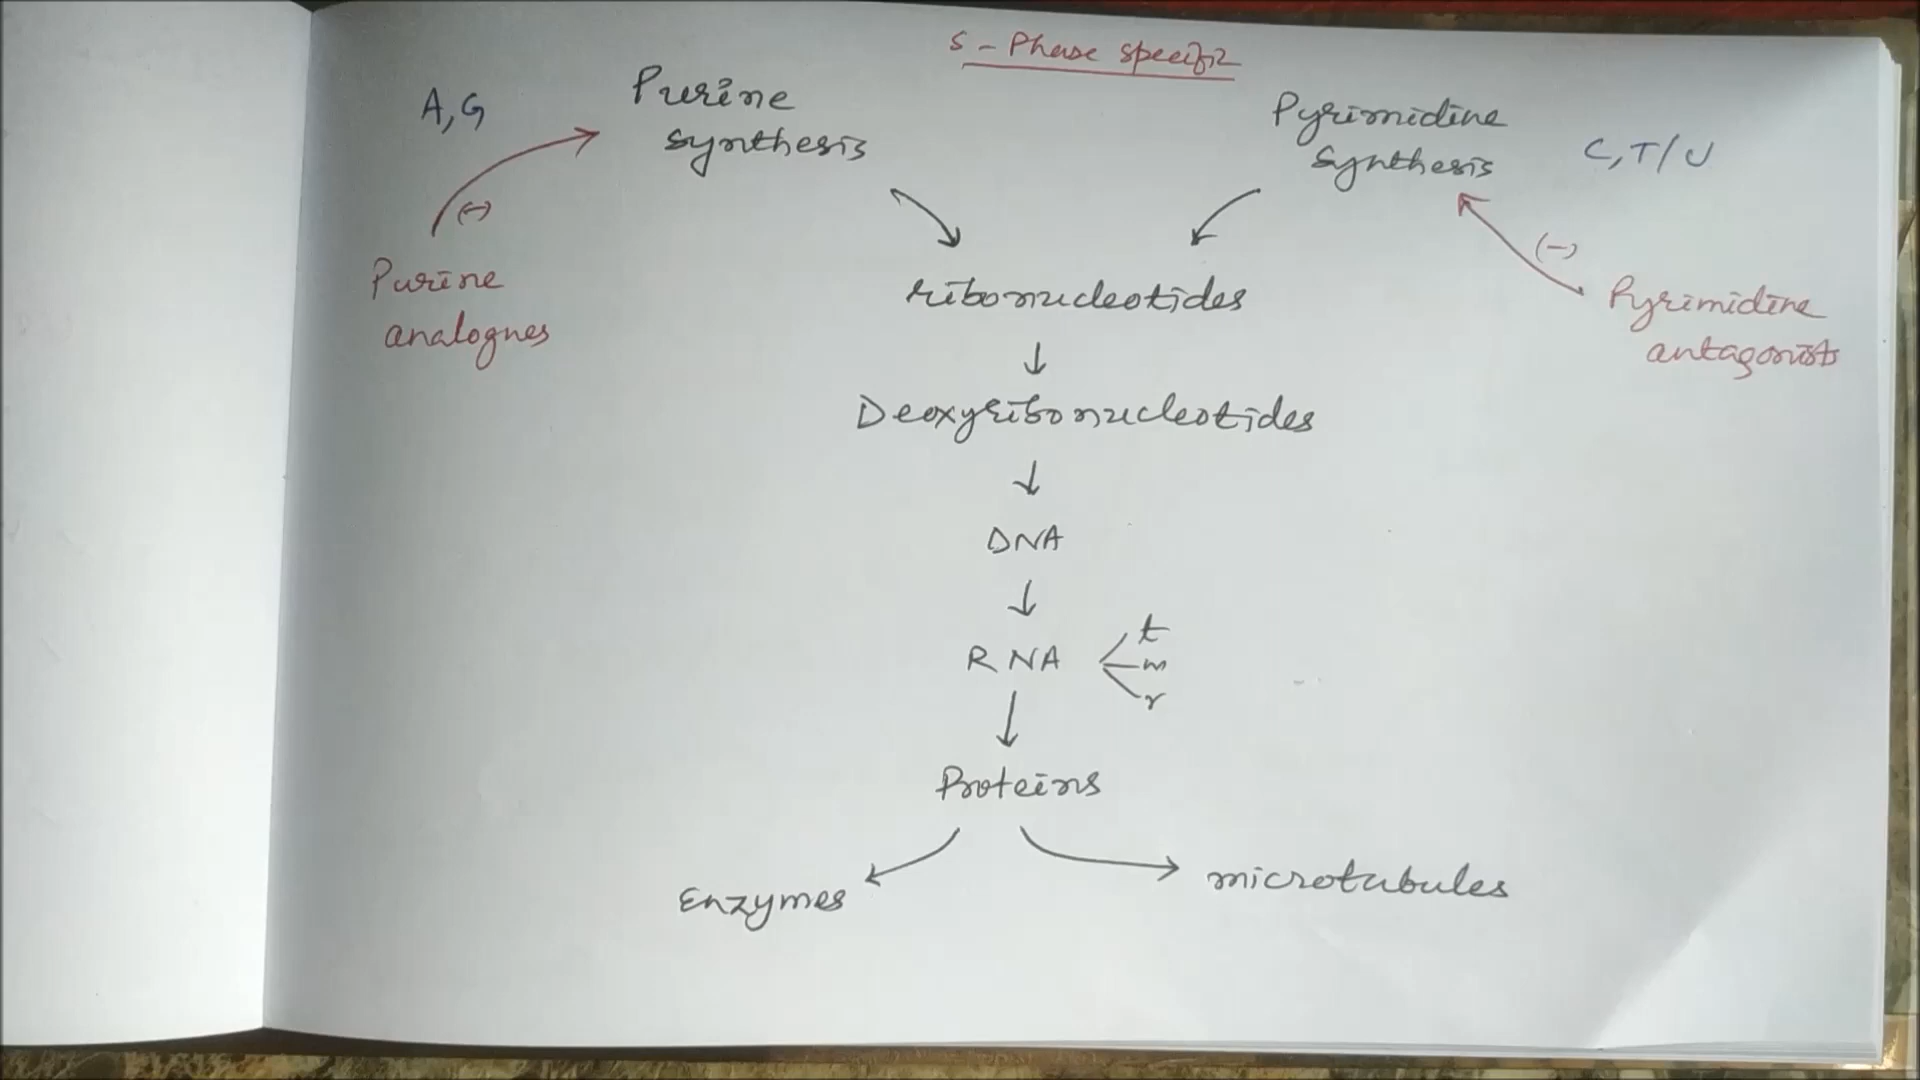 S - Phase specific
A, G
Purine
synthesis
Pyrimidine
synthesis
C, T/U
(-)
(-)
Purine
analogues
ribonucleotides
Pyrimidine
antagonists
Deoxyribonucleotides
DNA
RNA
t
m
r
Proteins
Enzymes
microtubules